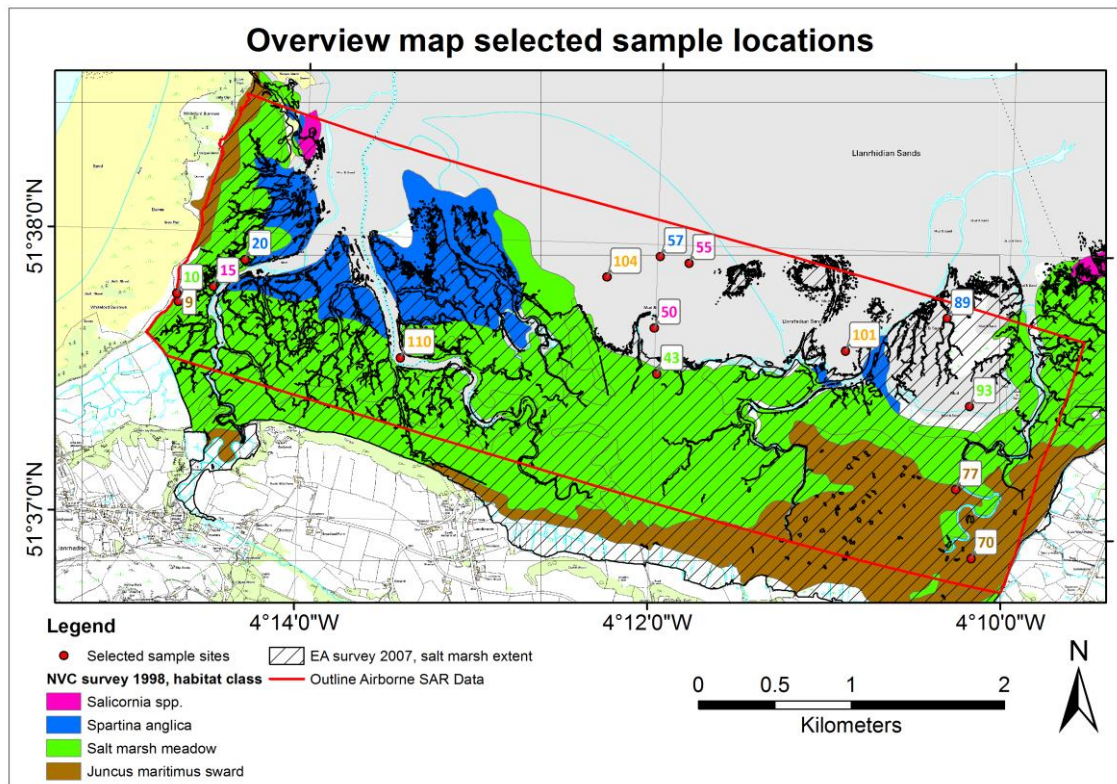 Overview map selected sample locations
51°38'0"N
51°37'0"N
Llanrhidian Sands
20
57
55
104
10
15
9
50
89
110
101
43
93
77
70
4°14'0"W
4°12'0"W
4°10'0"W
Legend
Selected sample sites
EA survey 2007, salt marsh extent
NVC survey 1998, habitat class
Outline Airborne SAR Data
Salicornia spp.
Spartina anglica
Salt marsh meadow
Juncus maritimus sward
0 0.5 1 2
Kilometers
N